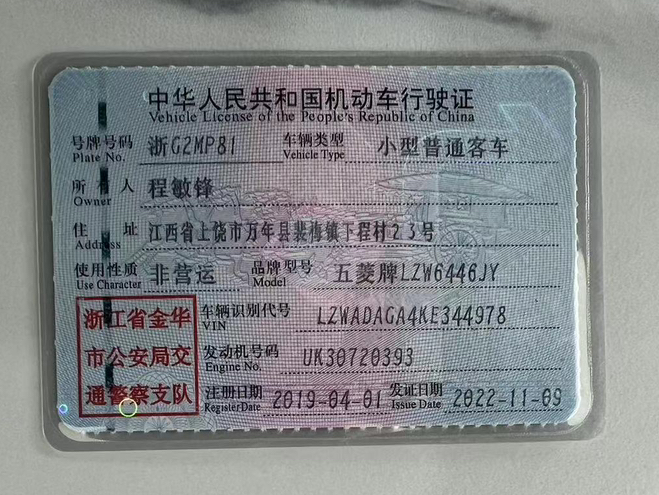 中华人民共和国机动车行驶证
Vehicle License of the People's Republic of China
号牌号码 浙G2MP81 车辆类型 小型普通客车
Plate No. Vehicle Type
所有人 程敏锋
Owner
住址 江西省上饶市万年县裴梅镇下程村23号
Address
使用性质 非营运 品牌型号 五菱牌LZW6446JY
Use Character Model
浙江省金华
市公安局交
通警察支队
车辆识别代号 LZWADAGA4KE344978
VIN
发动机号码 UK30720393
Engine No.
注册日期 2019-04-01 发证日期 2022-11-09
Register Date Issue Date